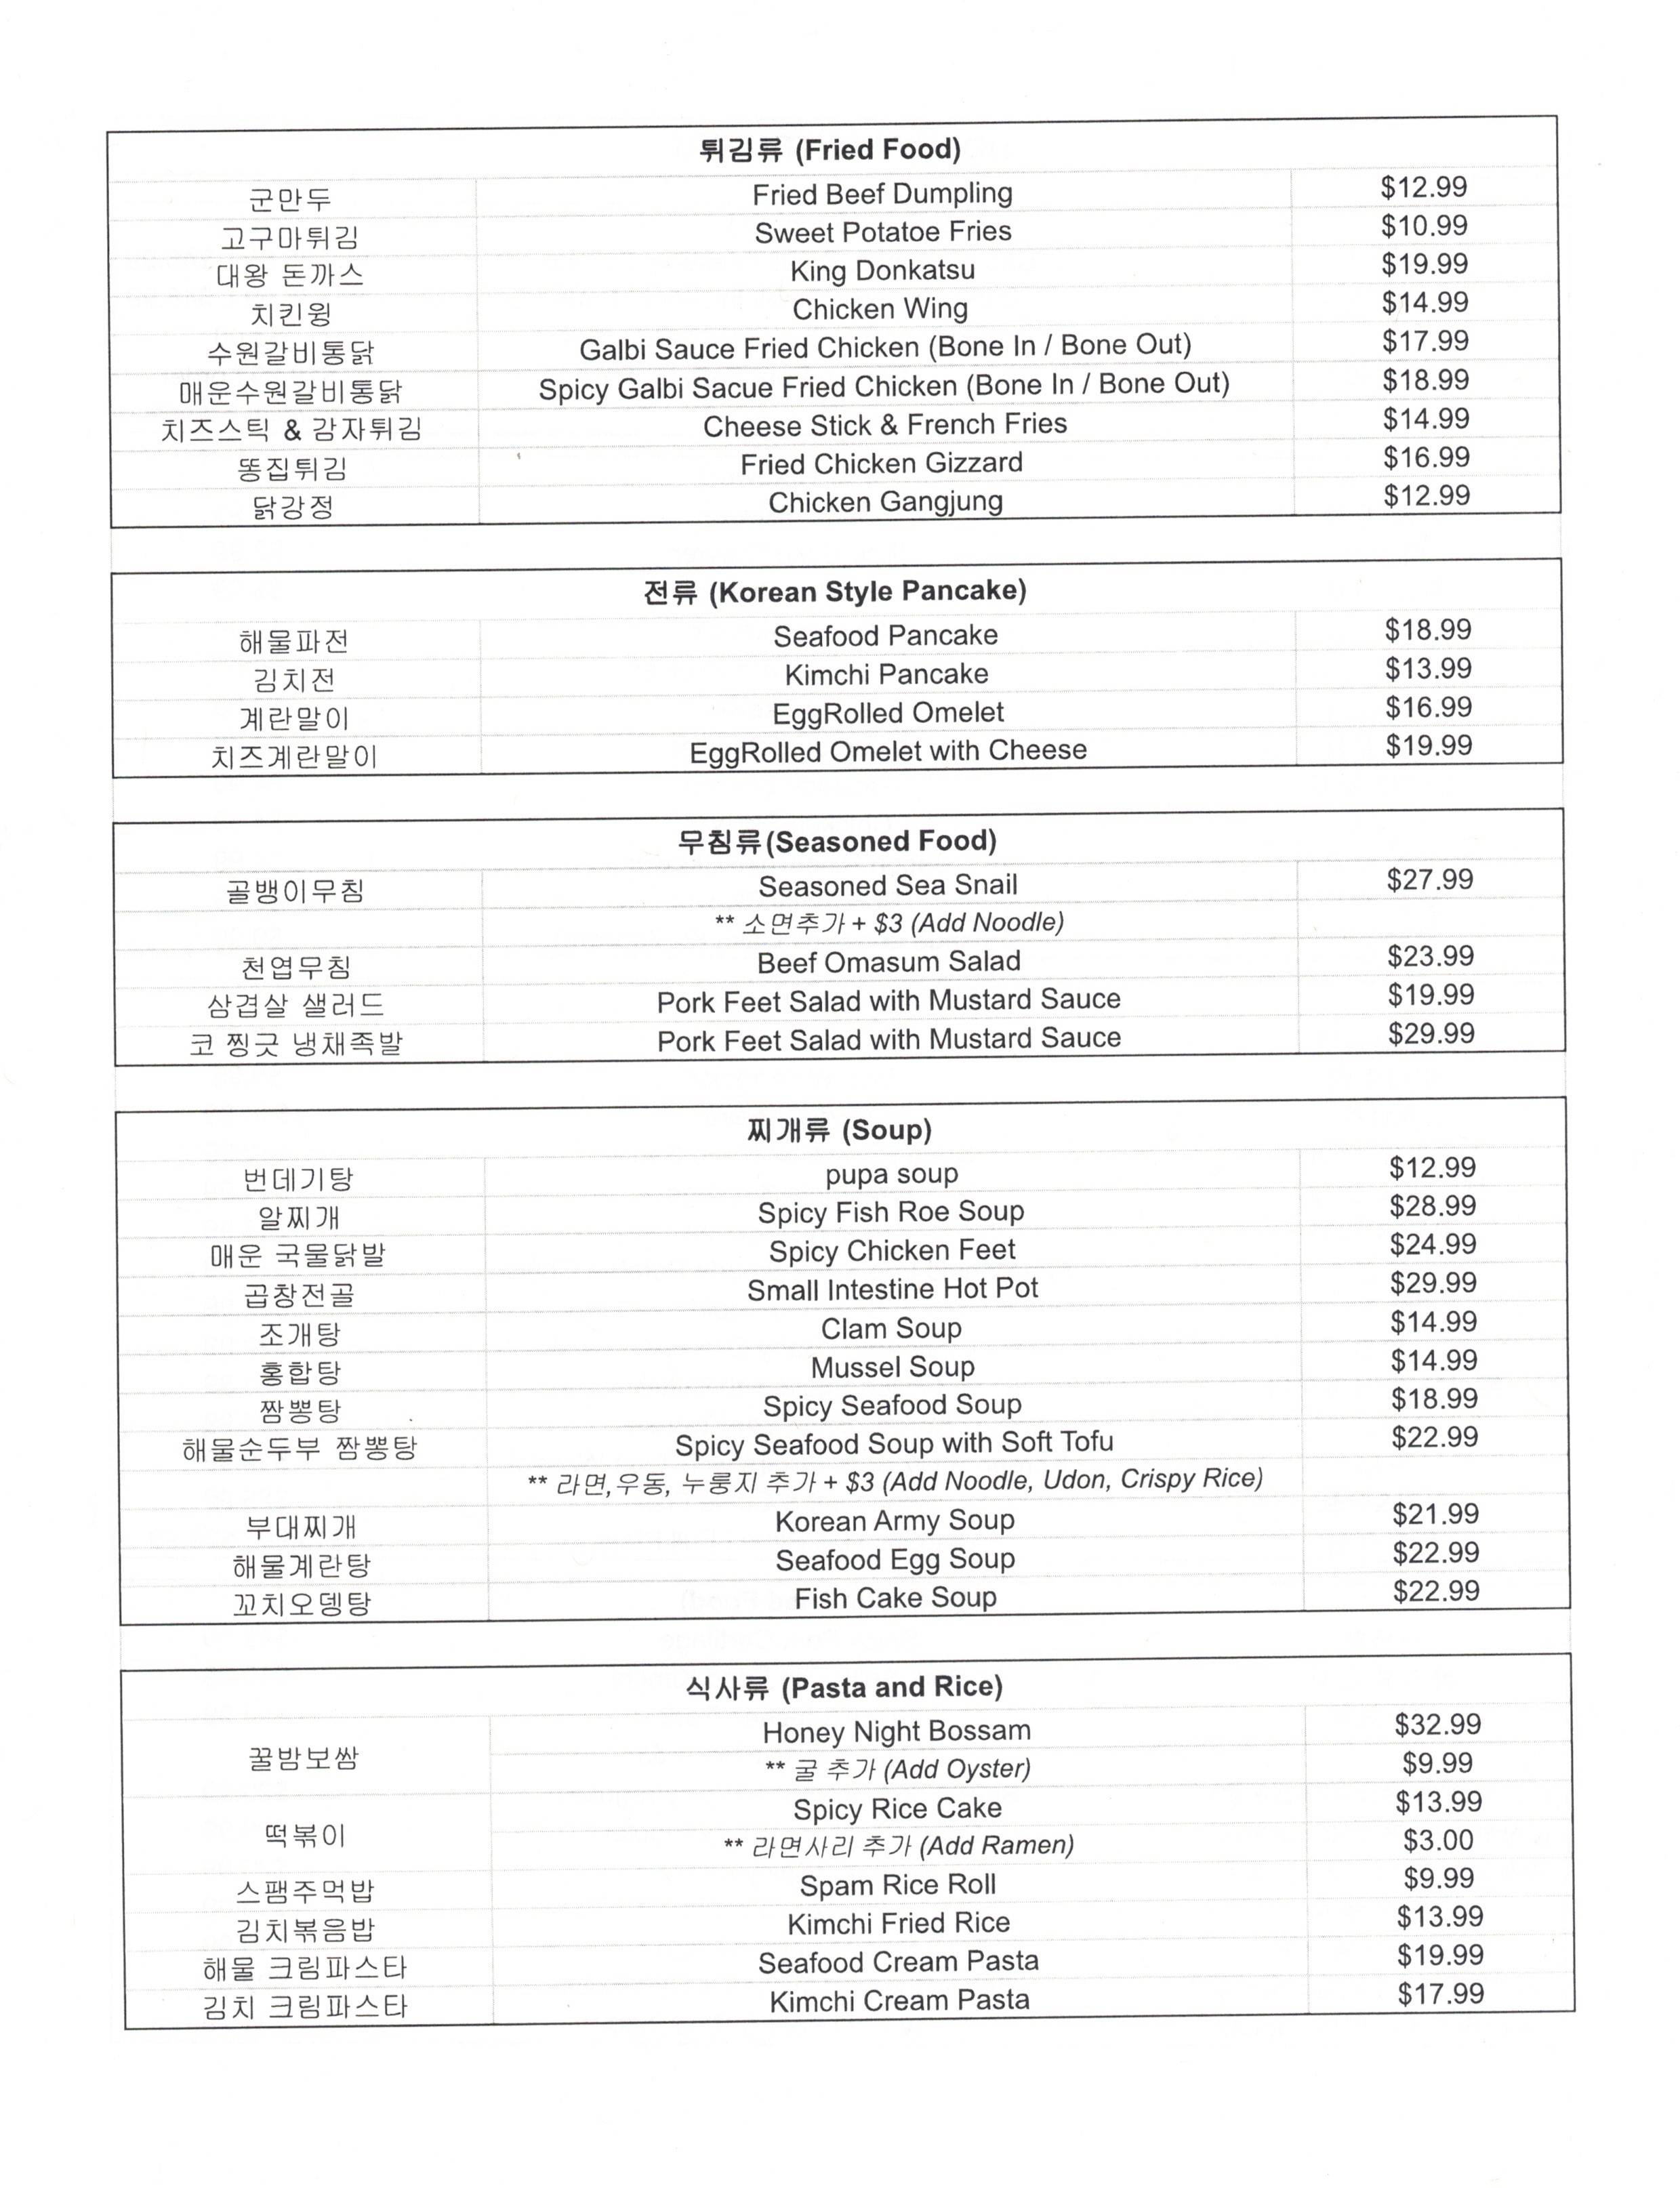 튀김류 (Fried Food)
군만두 Fried Beef Dumpling $12.99
고구마튀김 Sweet Potatoe Fries $10.99
대왕 돈까스 King Donkatsu $19.99
치킨윙 Chicken Wing $14.99
수원갈비통닭 Galbi Sauce Fried Chicken (Bone In / Bone Out) $17.99
매운수원갈비통닭 Spicy Galbi Sacue Fried Chicken (Bone In / Bone Out) $18.99
치즈스틱 & 감자튀김 Cheese Stick & French Fries $14.99
똥집튀김 Fried Chicken Gizzard $16.99
닭강정 Chicken Gangjung $12.99
전류 (Korean Style Pancake)
해물파전 Seafood Pancake $18.99
김치전 Kimchi Pancake $13.99
계란말이 EggRolled Omelet $16.99
치즈계란말이 EggRolled Omelet with Cheese $19.99
무침류(Seasoned Food)
골뱅이무침 Seasoned Sea Snail $27.99
** 소면추가 + $3 (Add Noodle)
천엽무침 Beef Omasum Salad $23.99
삼겹살 샐러드 Pork Feet Salad with Mustard Sauce $19.99
코 찡긋 냉채족발 Pork Feet Salad with Mustard Sauce $29.99
찌개류 (Soup)
번데기탕 pupa soup $12.99
알찌개 Spicy Fish Roe Soup $28.99
매운 국물닭발 Spicy Chicken Feet $24.99
곱창전골 Small Intestine Hot Pot $29.99
조개탕 Clam Soup $14.99
홍합탕 Mussel Soup $14.99
짬뽕탕 Spicy Seafood Soup $18.99
해물순두부 짬뽕탕 Spicy Seafood Soup with Soft Tofu $22.99
** 라면,우동, 누룽지 추가 + $3 (Add Noodle, Udon, Crispy Rice)
부대찌개 Korean Army Soup $21.99
해물계란탕 Seafood Egg Soup $22.99
꼬치오뎅탕 Fish Cake Soup $22.99
식사류 (Pasta and Rice)
꿀밤보쌈 Honey Night Bossam $32.99
** 굴 추가 (Add Oyster) $9.99
떡볶이 Spicy Rice Cake $13.99
** 라면사리 추가 (Add Ramen) $3.00
스팸주먹밥 Spam Rice Roll $9.99
김치볶음밥 Kimchi Fried Rice $13.99
해물 크림파스타 Seafood Cream Pasta $19.99
김치 크림파스타 Kimchi Cream Pasta $17.99